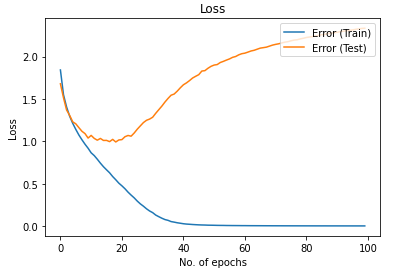 Loss
Error (Train)
Error (Test)
2.0
1.5
1.0
0.5
0.0
Loss
0 20 40 60 80 100
No. of epochs